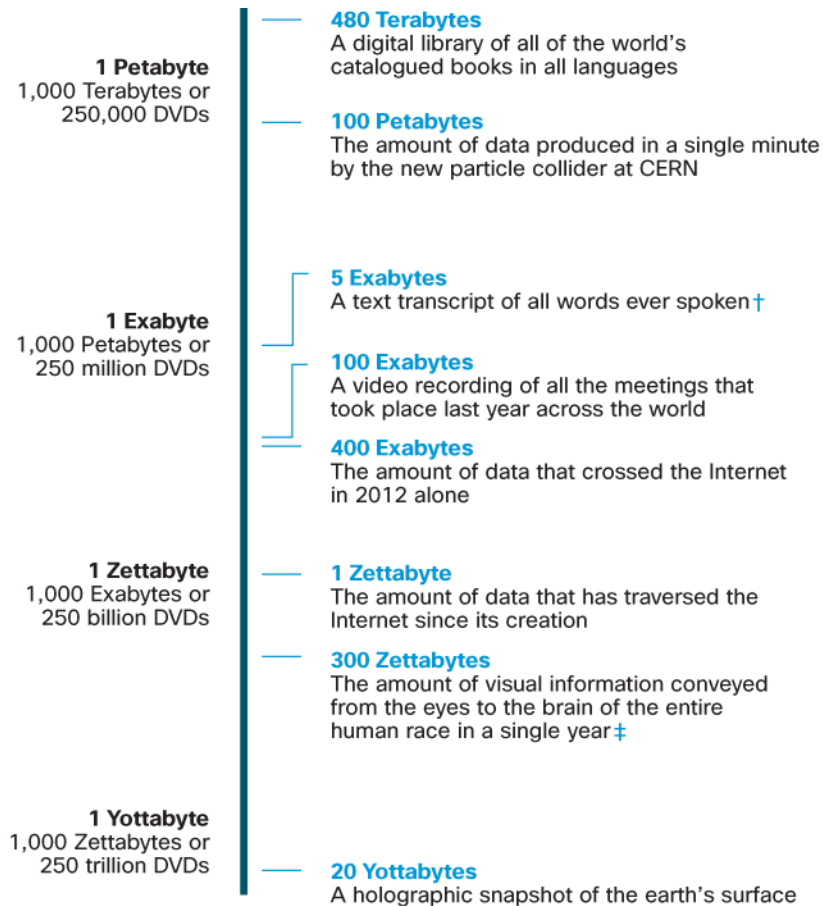 480 Terabytes
A digital library of all of the world's
catalogued books in all languages
1 Petabyte
1,000 Terabytes or
250,000 DVDs
100 Petabytes
The amount of data produced in a single minute
by the new particle collider at CERN
5 Exabytes
A text transcript of all words ever spoken†
1 Exabyte
1,000 Petabytes or
250 million DVDs
100 Exabytes
A video recording of all the meetings that
took place last year across the world
400 Exabytes
The amount of data that crossed the Internet
in 2012 alone
1 Zettabyte
1,000 Exabytes or
250 billion DVDs
1 Zettabyte
The amount of data that has traversed the
Internet since its creation
300 Zettabytes
The amount of visual information conveyed
from the eyes to the brain of the entire
human race in a single year‡
1 Yottabyte
1,000 Zettabytes or
250 trillion DVDs
20 Yottabytes
A holographic snapshot of the earth's surface